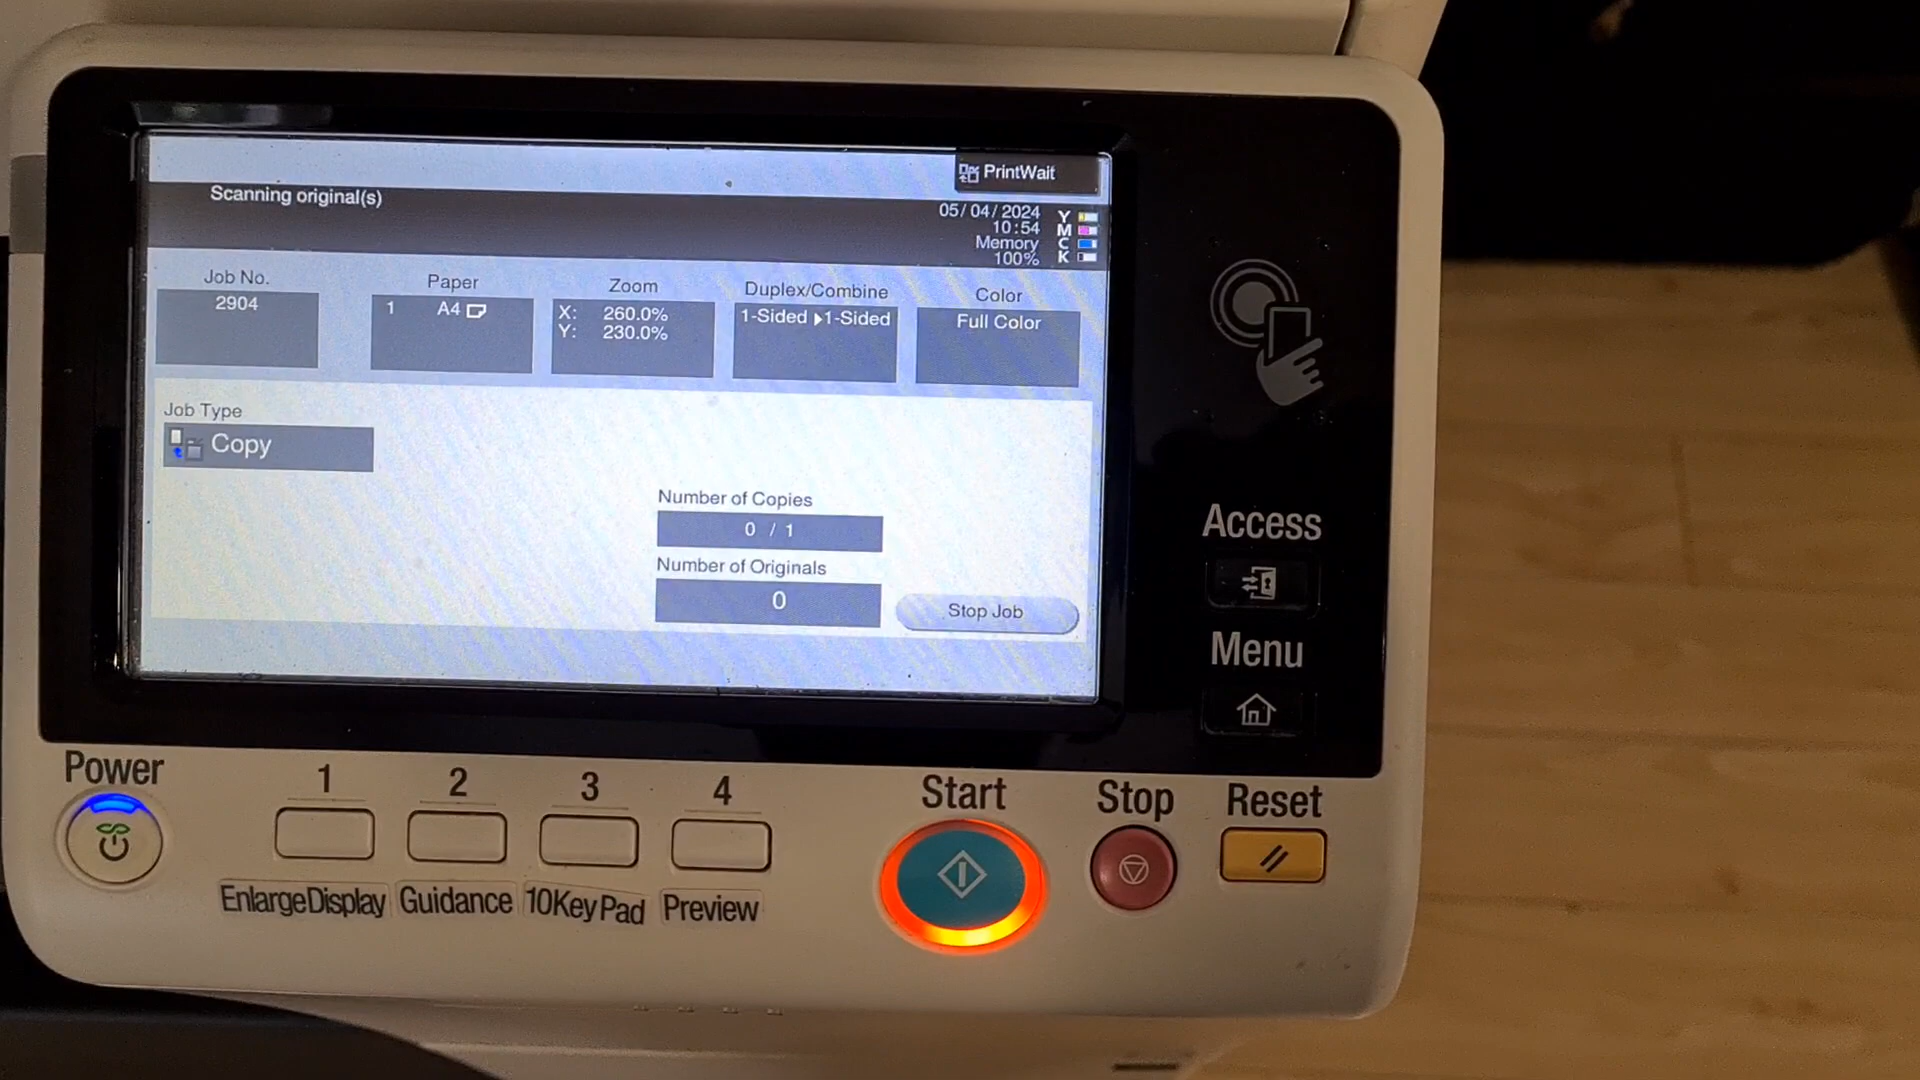 PrintWait
Scanning original(s)
05/04/2024
10:54
Memory
100%
Y
M
C
K
Job No.
2904
Paper
1 A4
Zoom
X: 260.0%
Y: 230.0%
Duplex/Combine
1-Sided ▶1-Sided
Color
Full Color
Job Type
Copy
Number of Copies
0 / 1
Number of Originals
0
Stop Job
Access
Menu
Power
1
2
3
4
Start
Stop
Reset
EnlargeDisplay
Guidance
10KeyPad
Preview